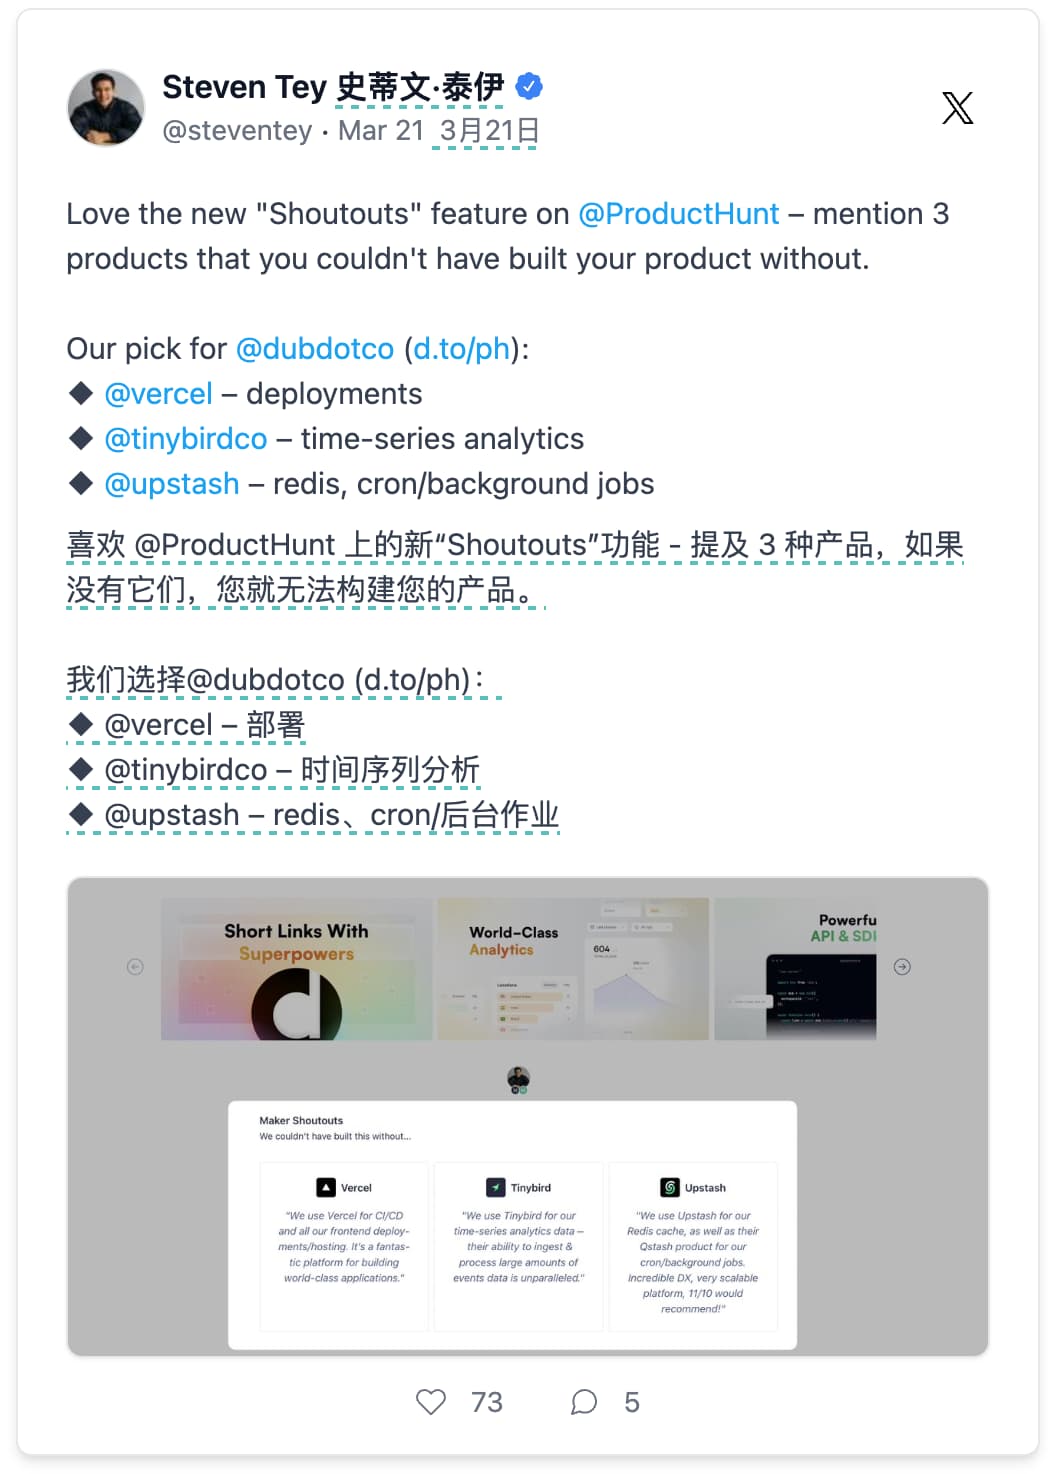 Steven Tey 史蒂文·泰伊
@steventey · Mar 21 3月21日
Love the new "Shoutouts" feature on @ProductHunt – mention 3
products that you couldn't have built your product without.
Our pick for @dubdotco (d.to/ph):
◆ @vercel – deployments
◆ @tinybirdco – time-series analytics
◆ @upstash – redis, cron/background jobs
喜欢 @ProductHunt 上的新“Shoutouts”功能 - 提及 3 种产品，如果
没有它们，您就无法构建您的产品。
我们选择@dubdotco (d.to/ph)：
◆ @vercel – 部署
◆ @tinybirdco – 时间序列分析
◆ @upstash – redis、cron/后台作业
Short Links With
Superpowers
World-Class
Analytics
604
Locations
Powerfu
API & SDI
Maker Shoutouts
We couldn't have built this without...
Vercel
"We use Vercel for CI/CD
and all our frontend deploy-
ments/hosting. It's a fantas-
tic platform for building
world-class applications."
Tinybird
"We use Tinybird for our
time-series analytics data –
their ability to ingest &
process large amounts of
events data is unparalleled."
Upstash
"We use Upstash for our
Redis cache, as well as their
Qstash product for our
cron/background jobs.
Incredible DX, very scalable
platform, 11/10 would
recommend!"
73
5